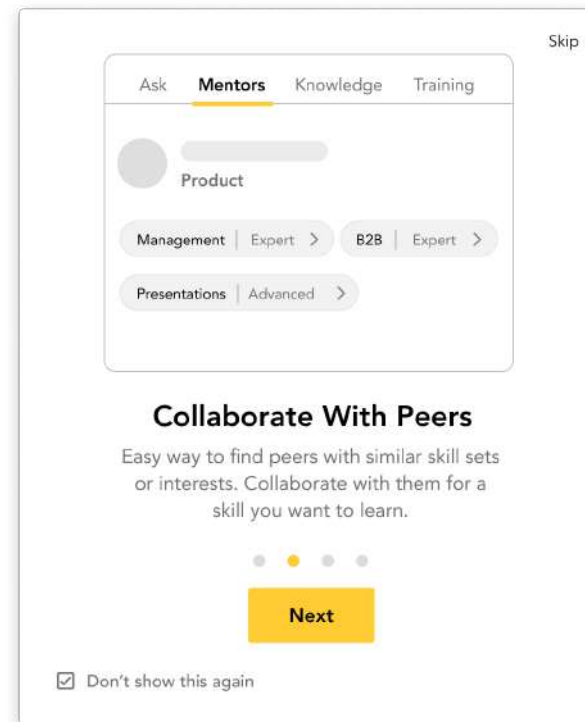 Skip
Ask Mentors Knowledge Training
Product
Management | Expert > B2B | Expert >
Presentations | Advanced >
Collaborate With Peers
Easy way to find peers with similar skill sets
or interests. Collaborate with them for a
skill you want to learn.
Next
Don't show this again